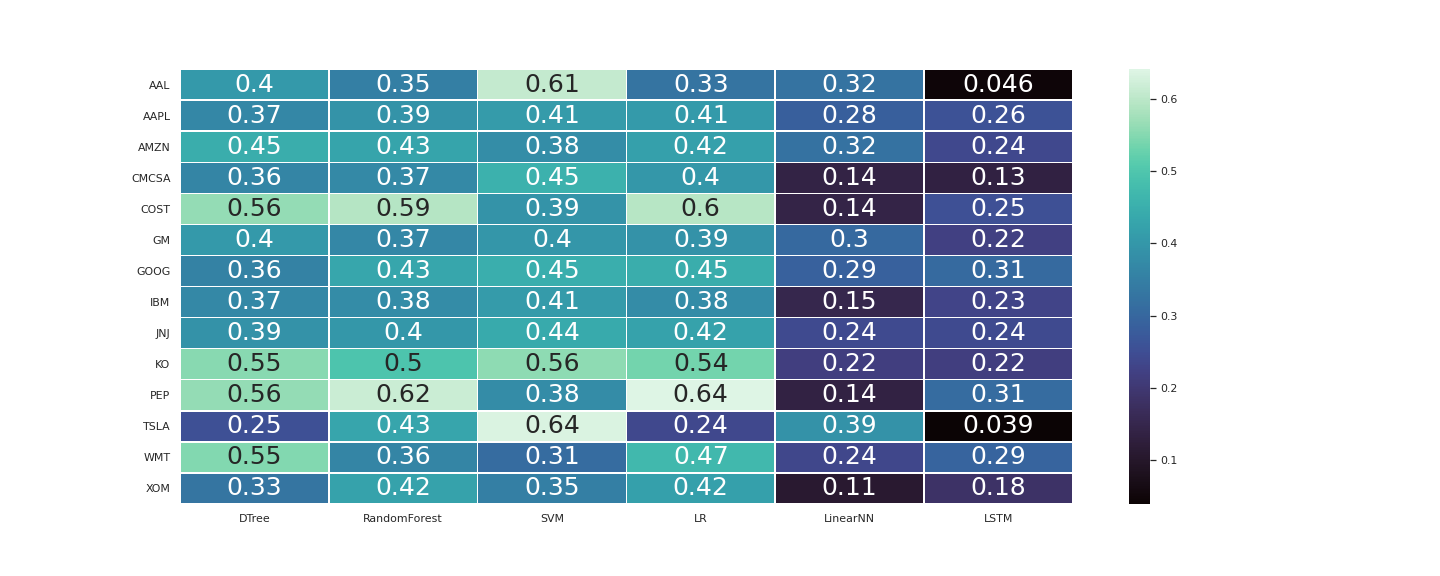 AAL 0.4 0.35 0.61 0.33 0.32 0.046
AAPL 0.37 0.39 0.41 0.41 0.28 0.26
AMZN 0.45 0.43 0.38 0.42 0.32 0.24
CMCSA 0.36 0.37 0.45 0.4 0.14 0.13
COST 0.56 0.59 0.39 0.6 0.14 0.25
GM 0.4 0.37 0.4 0.39 0.3 0.22
GOOG 0.36 0.43 0.45 0.45 0.29 0.31
IBM 0.37 0.38 0.41 0.38 0.15 0.23
JNJ 0.39 0.4 0.44 0.42 0.24 0.24
KO 0.55 0.5 0.56 0.54 0.22 0.22
PEP 0.56 0.62 0.38 0.64 0.14 0.31
TSLA 0.25 0.43 0.64 0.24 0.39 0.039
WMT 0.55 0.36 0.31 0.47 0.24 0.29
XOM 0.33 0.42 0.35 0.42 0.11 0.18
DTree RandomForest SVM LR LinearNN LSTM
0.6
0.5
0.4
0.3
0.2
0.1